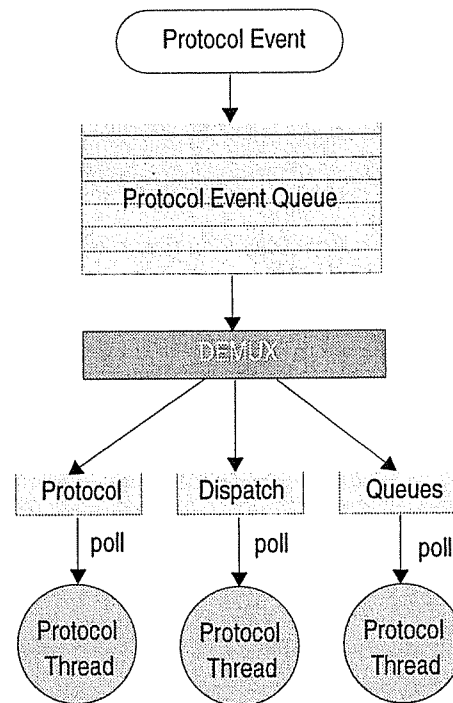 Protocol Event
Protocol Event Queue
DEMUX
Protocol Dispatch Queues
poll poll poll
Protocol Protocol Protocol
Thread Thread Thread